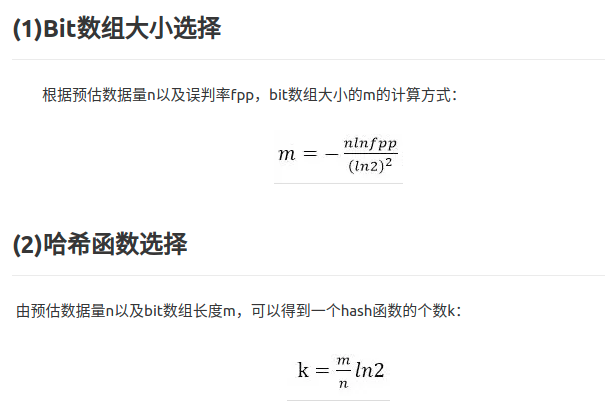 (1)Bit数组大小选择
根据预估数据量n以及误判率fpp，bit数组大小的m的计算方式：
m = − nlnfpp / (ln2)²
(2)哈希函数选择
由预估数据量n以及bit数组长度m，可以得到一个hash函数的个数k：
k = m/n ln2